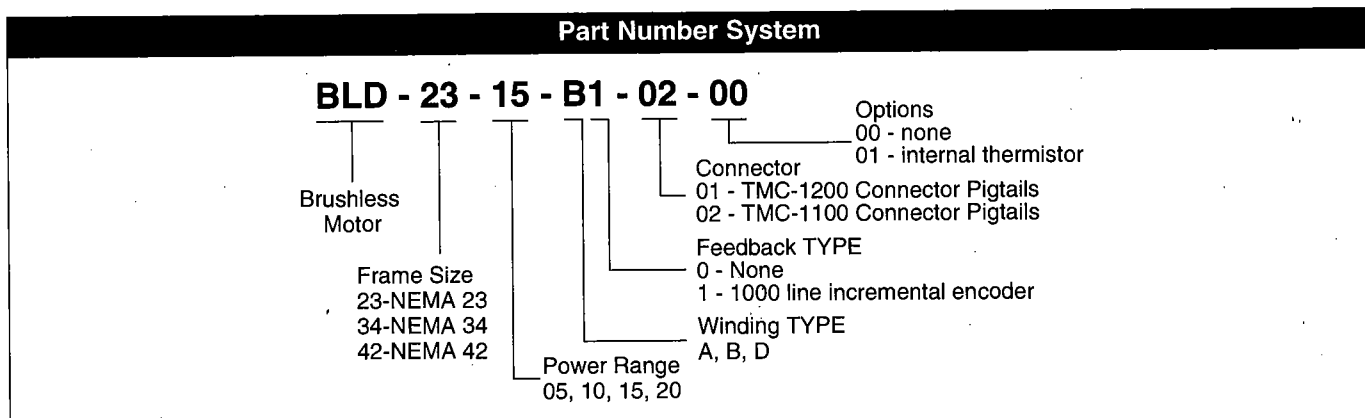 Part Number System
BLD - 23 - 15 - B1 - 02 - 00
Options
00 - none
01 - internal thermistor
Connector
01 - TMC-1200 Connector Pigtails
02 - TMC-1100 Connector Pigtails
Brushless
Motor
Feedback TYPE
0 - None
1 - 1000 line incremental encoder
Frame Size
23-NEMA 23
34-NEMA 34
42-NEMA 42
Winding TYPE
A, B, D
Power Range
05, 10, 15, 20